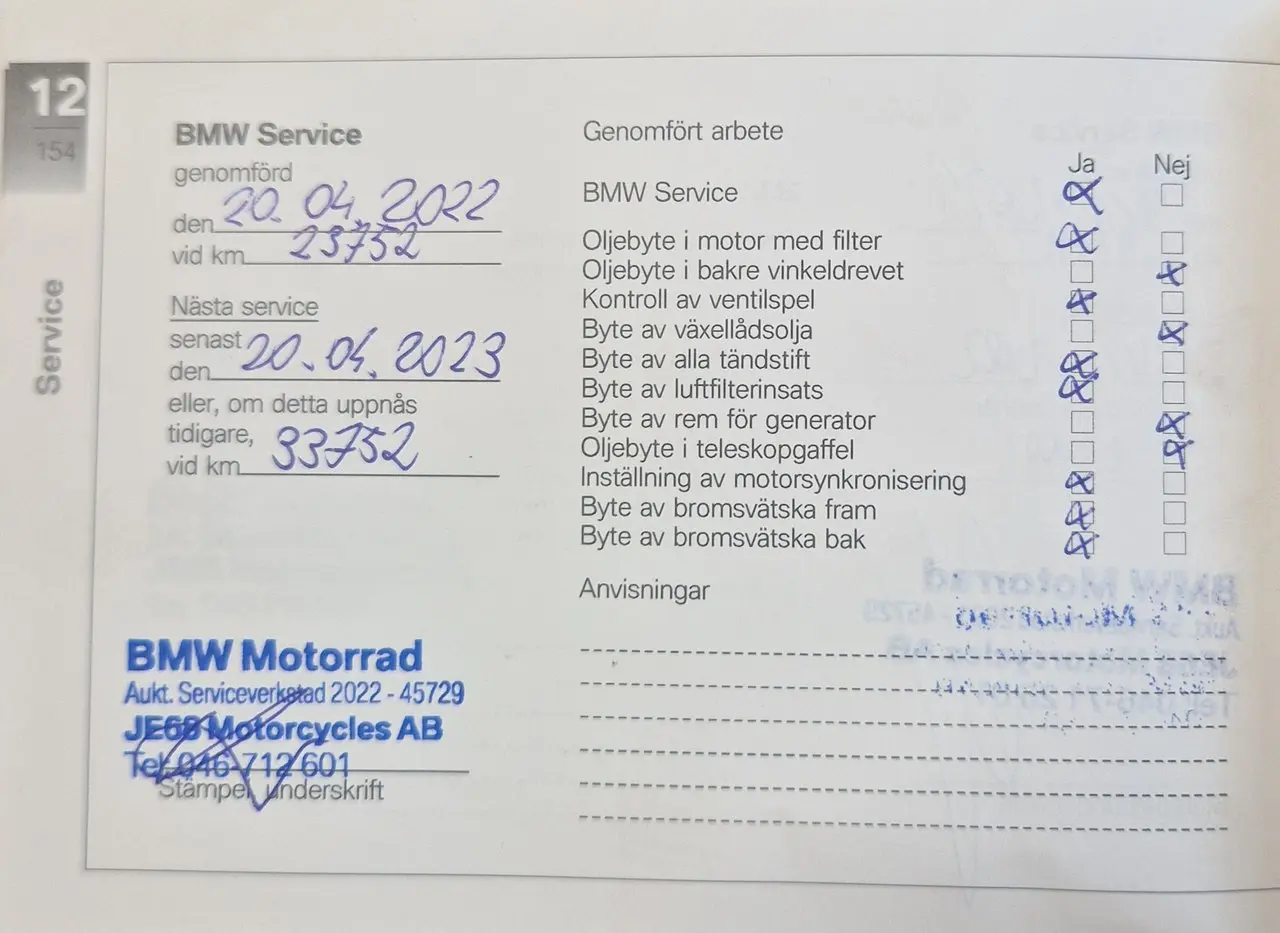 12
154
Service
BMW Service
genomförd
den 20.04.2022
vid km 23752
Nästa service
senast
den 20.04.2023
eller, om detta uppnås
tidigare,
vid km 33752
BMW Motorrad
Aukt. Serviceverkstad 2022 - 45729
JE68 Motorcycles AB
Tel 046-712 601
Stämpel, underskrift
Genomfört arbete
Ja Nej
BMW Service
Oljebyte i motor med filter
Oljebyte i bakre vinkeldrevet
Kontroll av ventilspel
Byte av växellådsolja
Byte av alla tändstift
Byte av luftfilterinsats
Byte av rem för generator
Oljebyte i teleskopgaffel
Inställning av motorsynkronisering
Byte av bromsvätska fram
Byte av bromsvätska bak
Anvisningar